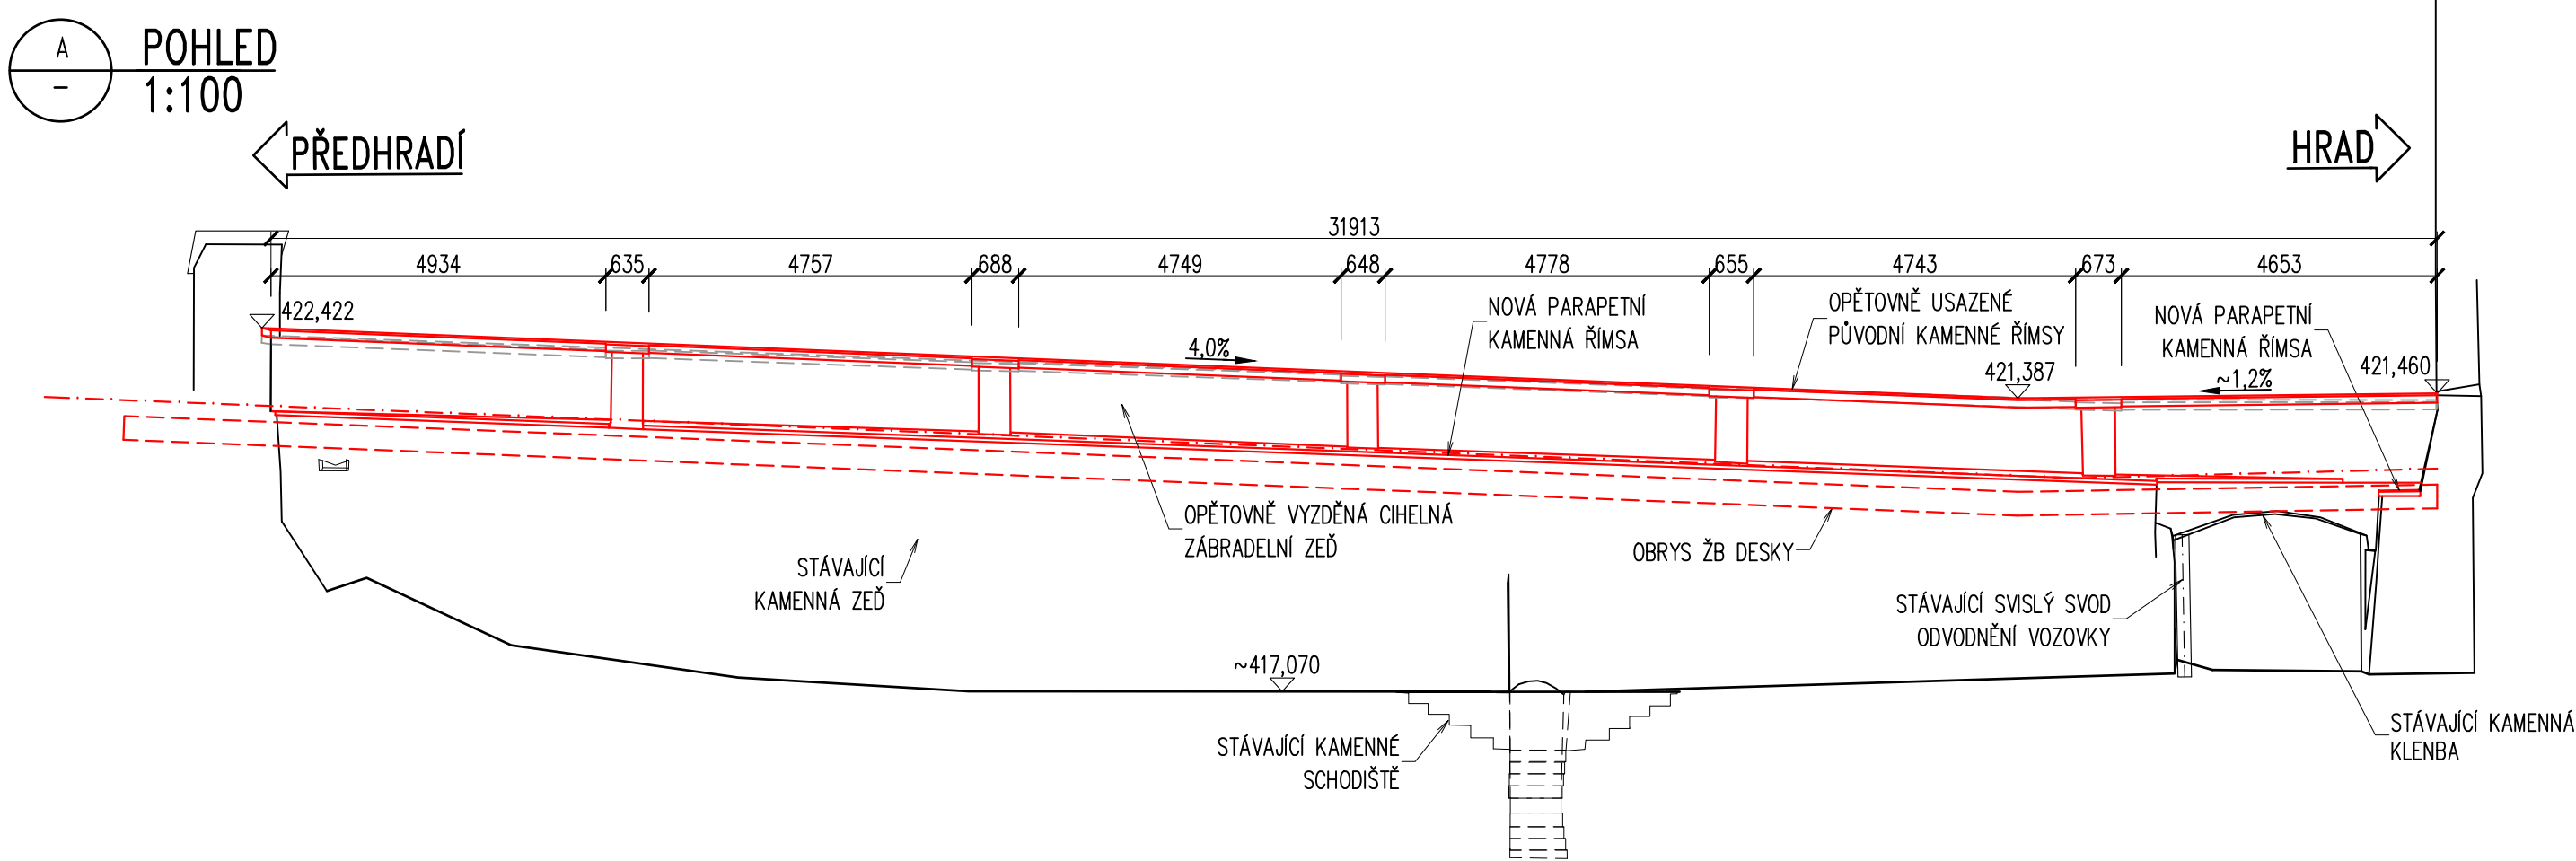 A
–
POHLED
1:100
PŘEDHRADÍ
HRAD
31913
4934 635 4757 688 4749 648 4778 655 4743 673 4653
422,422
4,0%
NOVÁ PARAPETNÍ
KAMENNÁ ŘÍMSA
OPĚTOVNĚ USAZENÉ
PŮVODNÍ KAMENNÉ ŘÍMSY
NOVÁ PARAPETNÍ
KAMENNÁ ŘÍMSA
421,387
~1,2%
421,460
OPĚTOVNĚ VYZDĚNÁ CIHELNÁ
ZÁBRADELNÍ ZEĎ
STÁVAJÍCÍ
KAMENNÁ ZEĎ
OBRYS ŽB DESKY
STÁVAJÍCÍ SVISLÝ SVOD
ODVODNĚNÍ VOZOVKY
~417,070
STÁVAJÍCÍ KAMENNÉ
SCHODIŠTĚ
STÁVAJÍCÍ KAMENNÁ
KLENBA